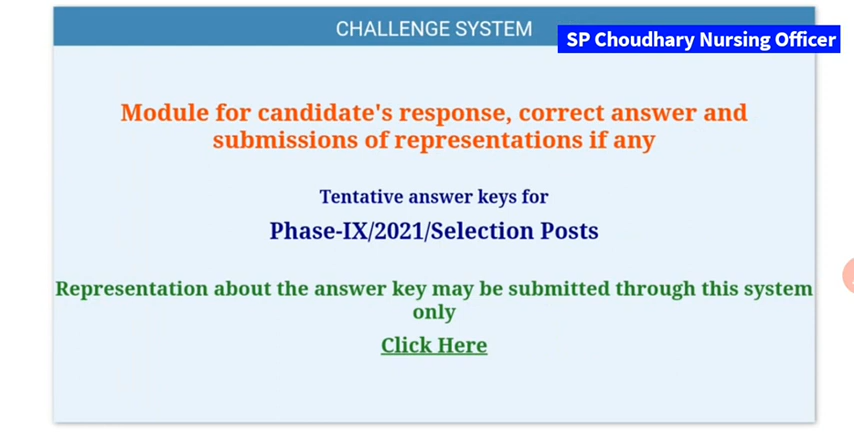 CHALLENGE SYSTEM
SP Choudhary Nursing Officer
Module for candidate's response, correct answer and
submissions of representations if any
Tentative answer keys for
Phase-IX/2021/Selection Posts
Representation about the answer key may be submitted through this system
only
Click Here